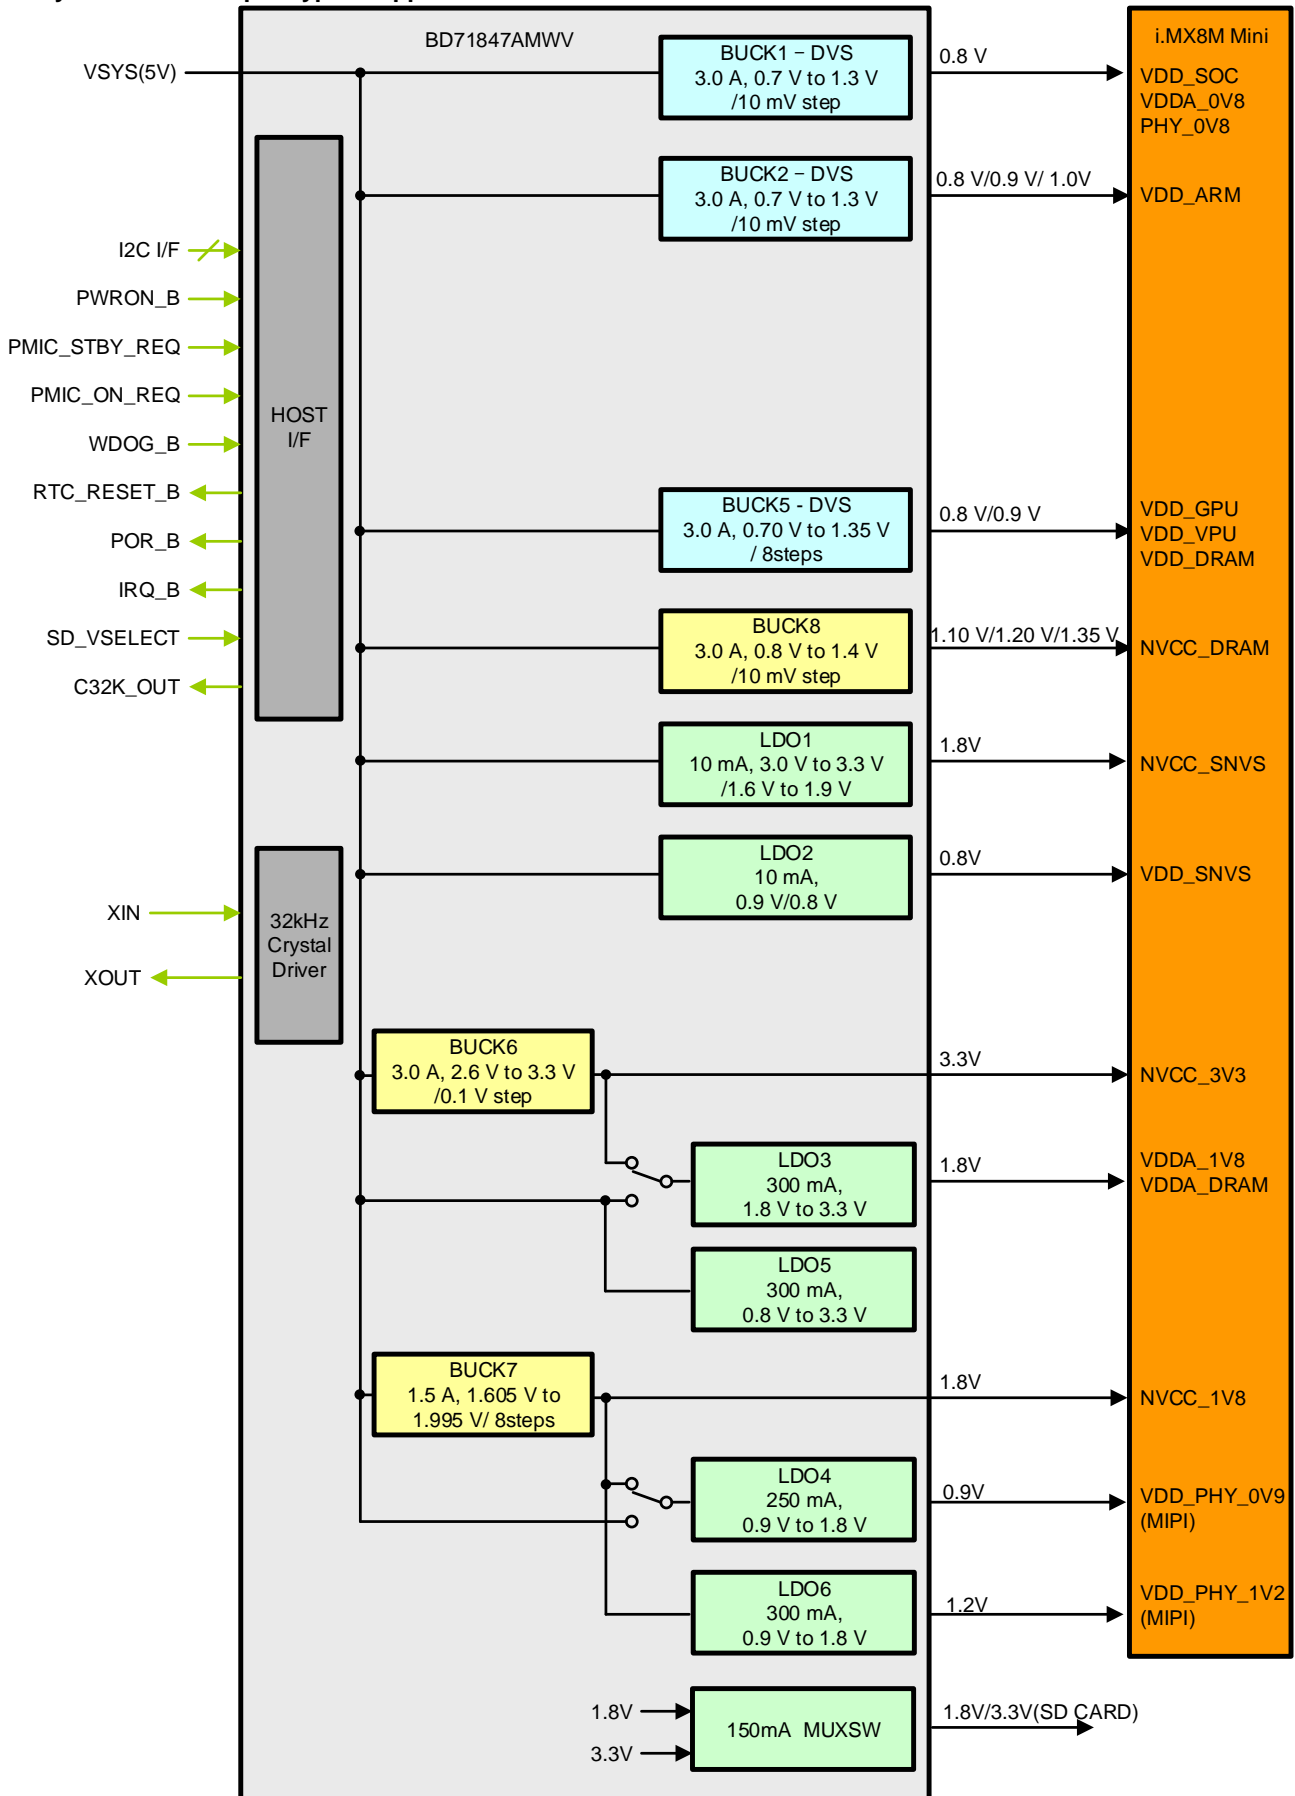 BD71847AMWV
i.MX8M Mini
VSYS(5V)
BUCK1 – DVS
3.0 A, 0.7 V to 1.3 V
/10 mV step
0.8 V
VDD_SOC
VDDA_0V8
PHY_0V8
BUCK2 – DVS
3.0 A, 0.7 V to 1.3 V
/10 mV step
0.8 V/0.9 V/ 1.0V
VDD_ARM
I2C I/F
PWRON_B
PMIC_STBY_REQ
PMIC_ON_REQ
WDOG_B
RTC_RESET_B
POR_B
IRQ_B
SD_VSELECT
C32K_OUT
HOST
I/F
BUCK5 - DVS
3.0 A, 0.70 V to 1.35 V
/ 8steps
0.8 V/0.9 V
VDD_GPU
VDD_VPU
VDD_DRAM
BUCK8
3.0 A, 0.8 V to 1.4 V
/10 mV step
1.10 V/1.20 V/1.35 V
NVCC_DRAM
LDO1
10 mA, 3.0 V to 3.3 V
/1.6 V to 1.9 V
1.8V
NVCC_SNVS
LDO2
10 mA,
0.9 V/0.8 V
0.8V
VDD_SNVS
XIN
XOUT
32kHz
Crystal
Driver
BUCK6
3.0 A, 2.6 V to 3.3 V
/0.1 V step
3.3V
NVCC_3V3
LDO3
300 mA,
1.8 V to 3.3 V
1.8V
VDDA_1V8
VDDA_DRAM
LDO5
300 mA,
0.8 V to 3.3 V
BUCK7
1.5 A, 1.605 V to
1.995 V/ 8steps
1.8V
NVCC_1V8
LDO4
250 mA,
0.9 V to 1.8 V
0.9V
VDD_PHY_0V9
(MIPI)
LDO6
300 mA,
0.9 V to 1.8 V
1.2V
VDD_PHY_1V2
(MIPI)
1.8V
3.3V
150mA MUXSW
1.8V/3.3V(SD CARD)